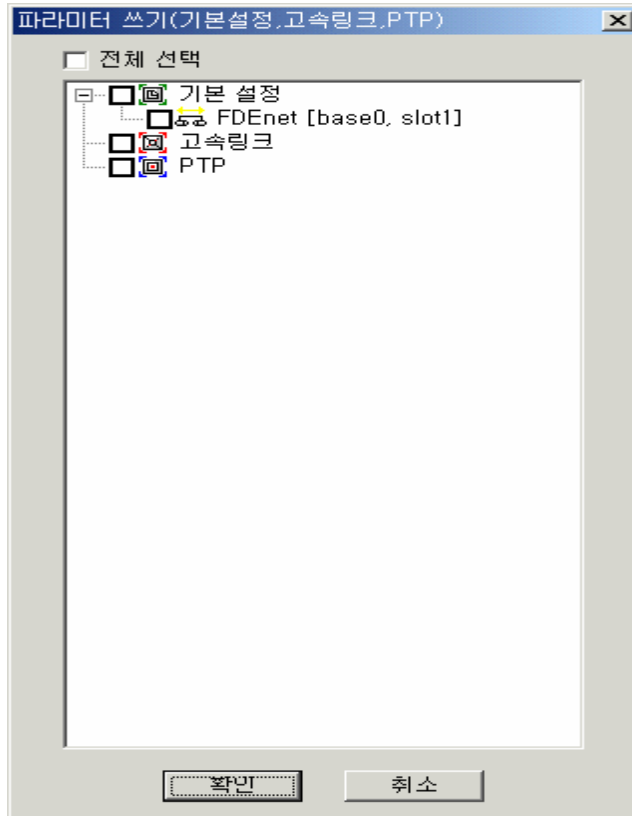 파라미터 쓰기(기본설정,고속링크,PTP)
전체 선택
기본 설정
FDEnet [base0, slot1]
고속링크
PTP
확인 취소